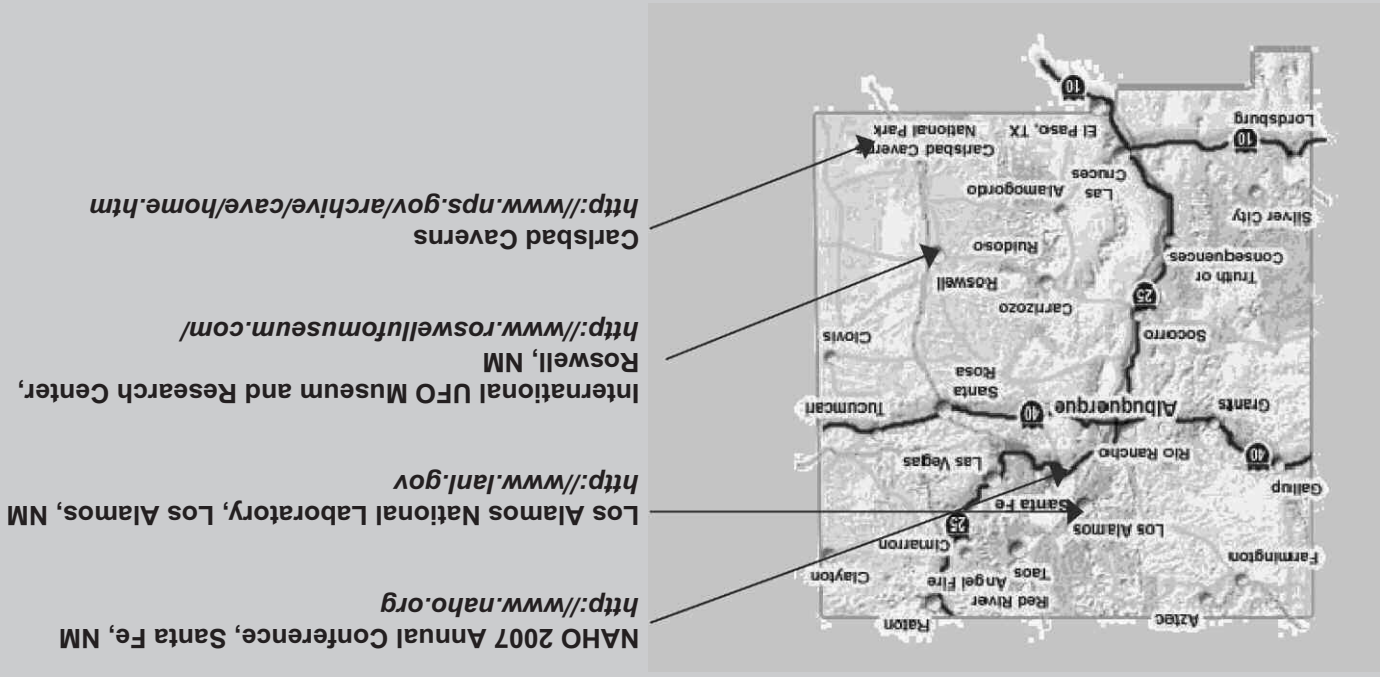 Aztec
Raton
Farmington
Red River
Taos
Angel Fire
Clayton
Cimarron
Los Alamos
25
Santa Fe
Gallup
40
Rio Rancho
Las Vegas
Grants
Albuquerque
40
Tucumcari
Santa
Rosa
Socorro
Clovis
25
Carrizozo
Roswell
Truth or
Consequences
Ruidoso
Silver City
Las
Cruces
Alamogordo
Lordsburg
10
El Paso, TX
Carlsbad Caverns
National Park
10
NAHO 2007 Annual Conference, Santa Fe, NM
http://www.naho.org
Los Alamos National Laboratory, Los Alamos, NM
http://www.lanl.gov
International UFO Museum and Research Center,
Roswell, NM
http://www.roswellufomuseum.com/
Carlsbad Caverns
http://www.nps.gov/archive/cave/home.htm